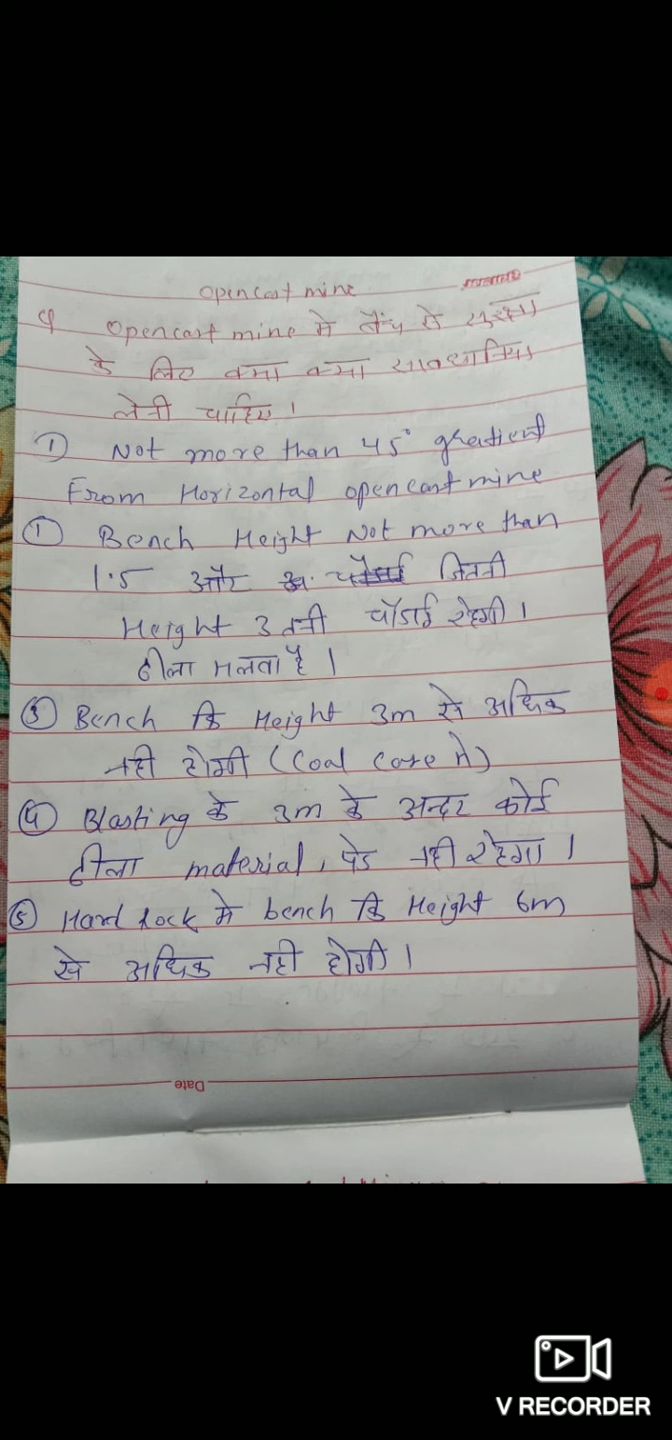 opencast mine
Q opencast mine मे बेंच से सुरक्षा
के लिए क्या क्या सावधानिया
लेनी चाहिए।
① Not more than 45° gradient
From Horizontal opencast mine
① Bench Height Not more than
1.5 और जितनी
Height उतनी चौडाई रहेगी।
ढीला मलवा है।
③ Bench कि Height 3m से अधिक
नही होगी (Coal case मे)
④ Blasting के 3m के अन्दर कोई
ढीला material, पेड नही रहेगा।
⑤ Hard Rock मे bench कि Height 6m
से अधिक नही होगी।
Date
V RECORDER